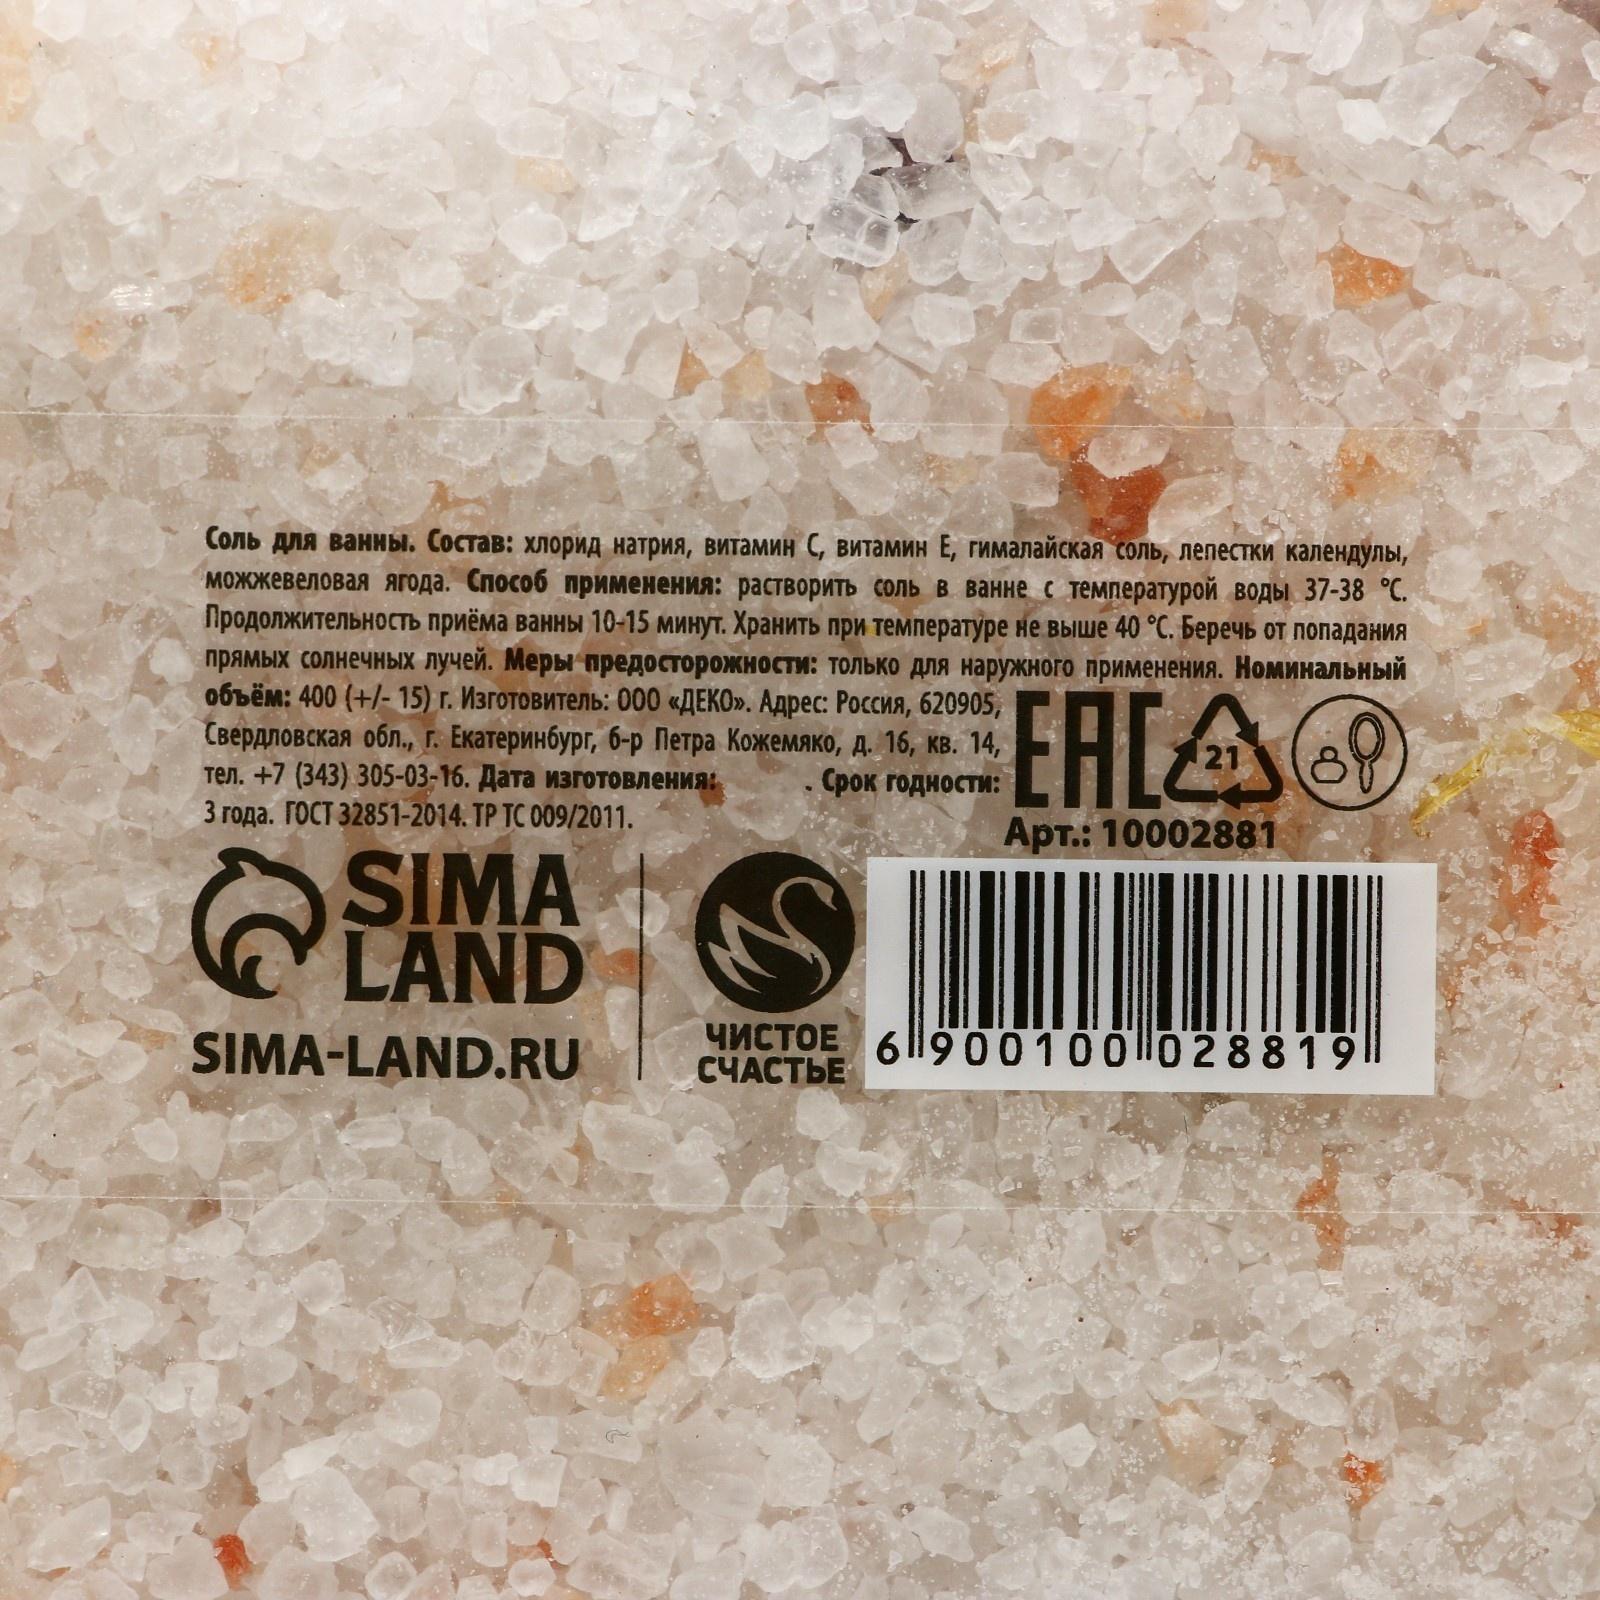 Соль для ванны. Состав: хлорид натрия, витамин С, витамин Е, гималайская соль, лепестки календулы,
можжевеловая ягода. Способ применения: растворить соль в ванне с температурой воды 37-38 °С.
Продолжительность приёма ванны 10-15 минут. Хранить при температуре не выше 40 °С. Беречь от попадания
прямых солнечных лучей. Меры предосторожности: только для наружного применения. Номинальный
объём: 400 (+/- 15) г. Изготовитель: ООО «ДЕКО». Адрес: Россия, 620905,
Свердловская обл., г. Екатеринбург, б-р Петра Кожемяко, д. 16, кв. 14,
тел. +7 (343) 305-03-16. Дата изготовления: . Срок годности:
3 года. ГОСТ 32851-2014. ТР ТС 009/2011.
ЕАС
21
Арт.: 10002881
SIMA
LAND
SIMA-LAND.RU
ЧИСТОЕ
СЧАСТЬЕ
6 900100 028819